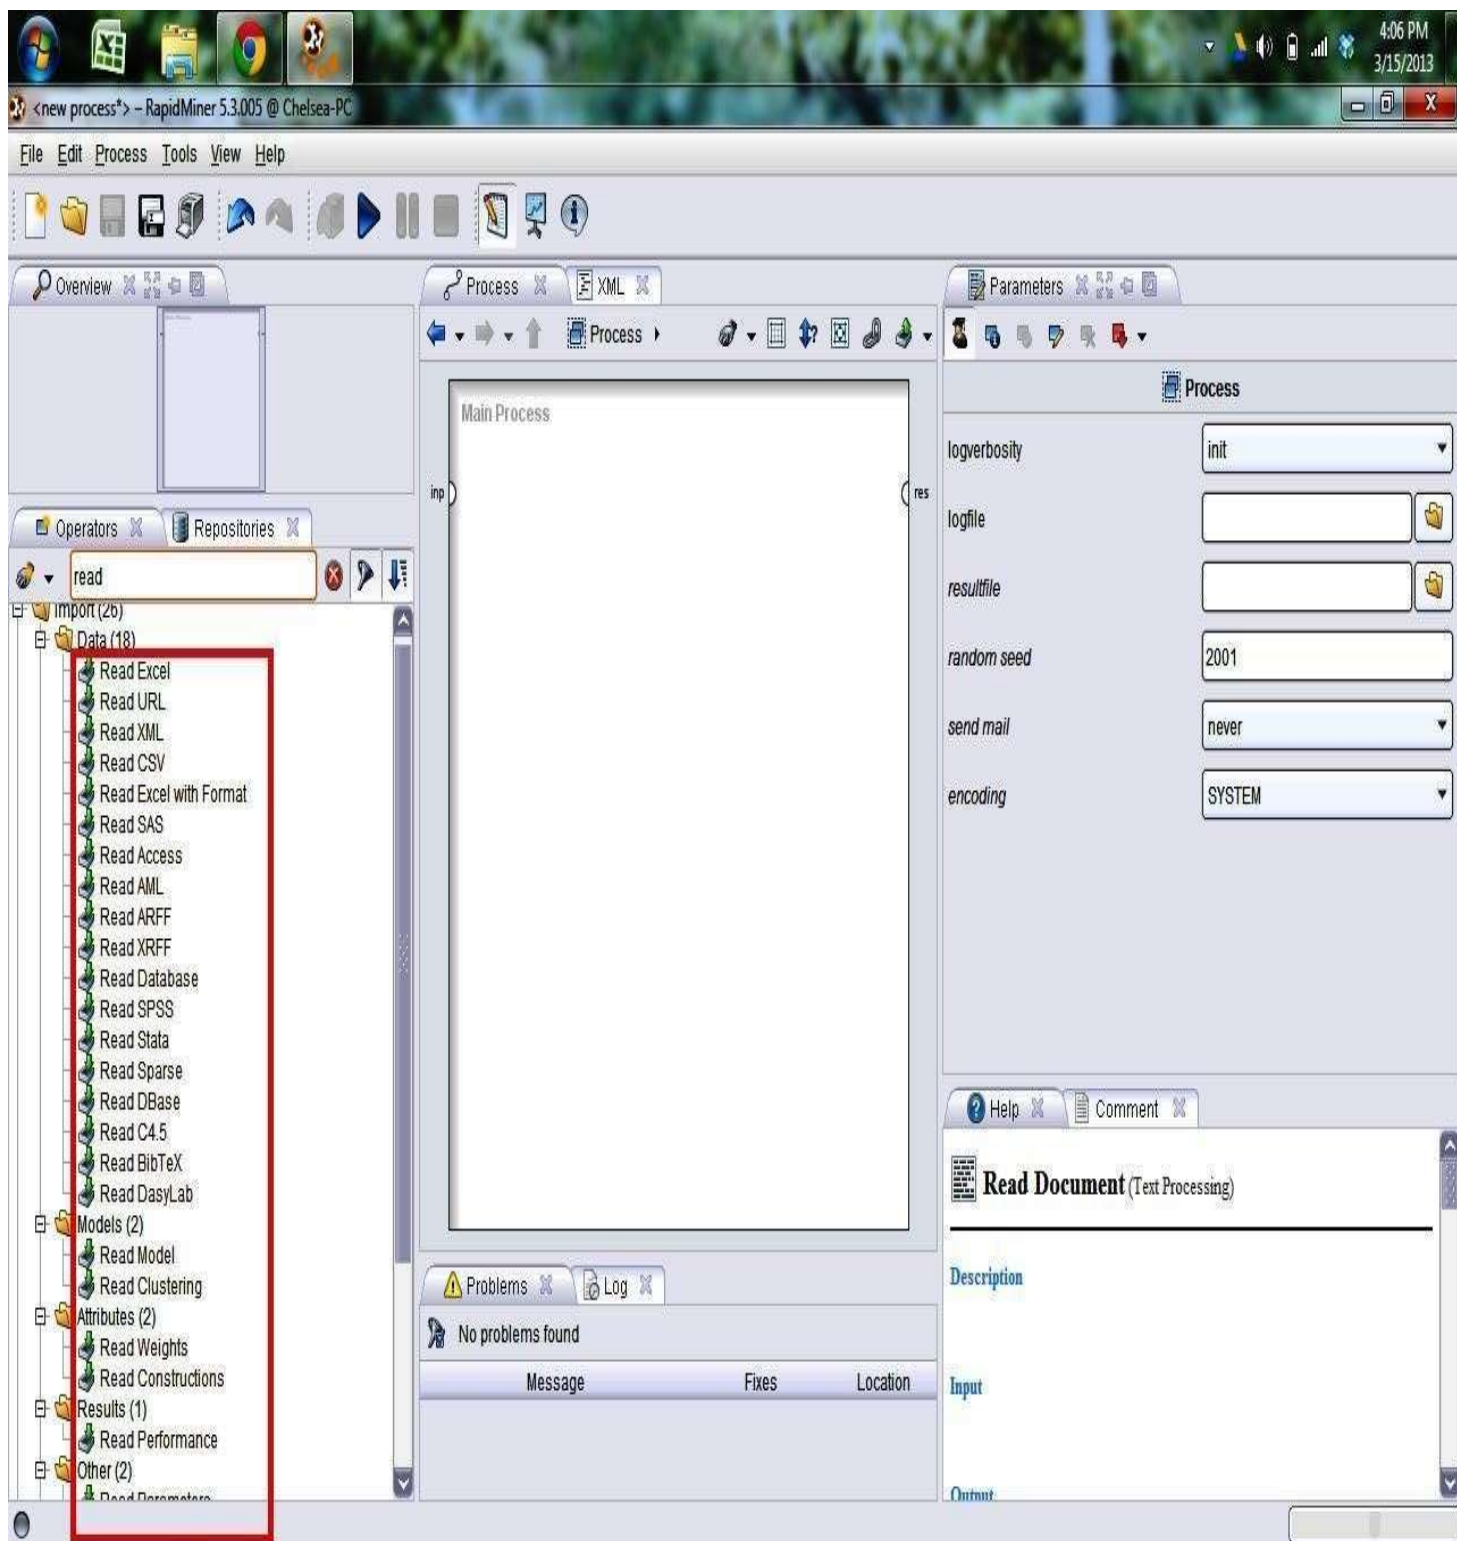 4:06 PM
3/15/2013
<new process*> – RapidMiner 5.3.005 @ Chelsea-PC
File Edit Process Tools View Help
Overview
Process XML
Parameters
Process
Process
Main Process
logverbosity init
inp res
logfile
Operators Repositories
read
resultfile
Import (26)
Data (18)
random seed 2001
Read Excel
Read URL
Read XML
send mail never
Read CSV
Read Excel with Format
encoding SYSTEM
Read SAS
Read Access
Read AML
Read ARFF
Read XRFF
Read Database
Read SPSS
Read Stata
Read Sparse
Read DBase
Read C4.5
Read BibTeX
Read DasyLab
Models (2)
Read Model
Read Clustering
Attributes (2)
Read Weights
Read Constructions
Results (1)
Read Performance
Other (2)
Read Parameters
Problems Log
No problems found
Message Fixes Location
Help Comment
Read Document (Text Processing)
Description
Input
Output